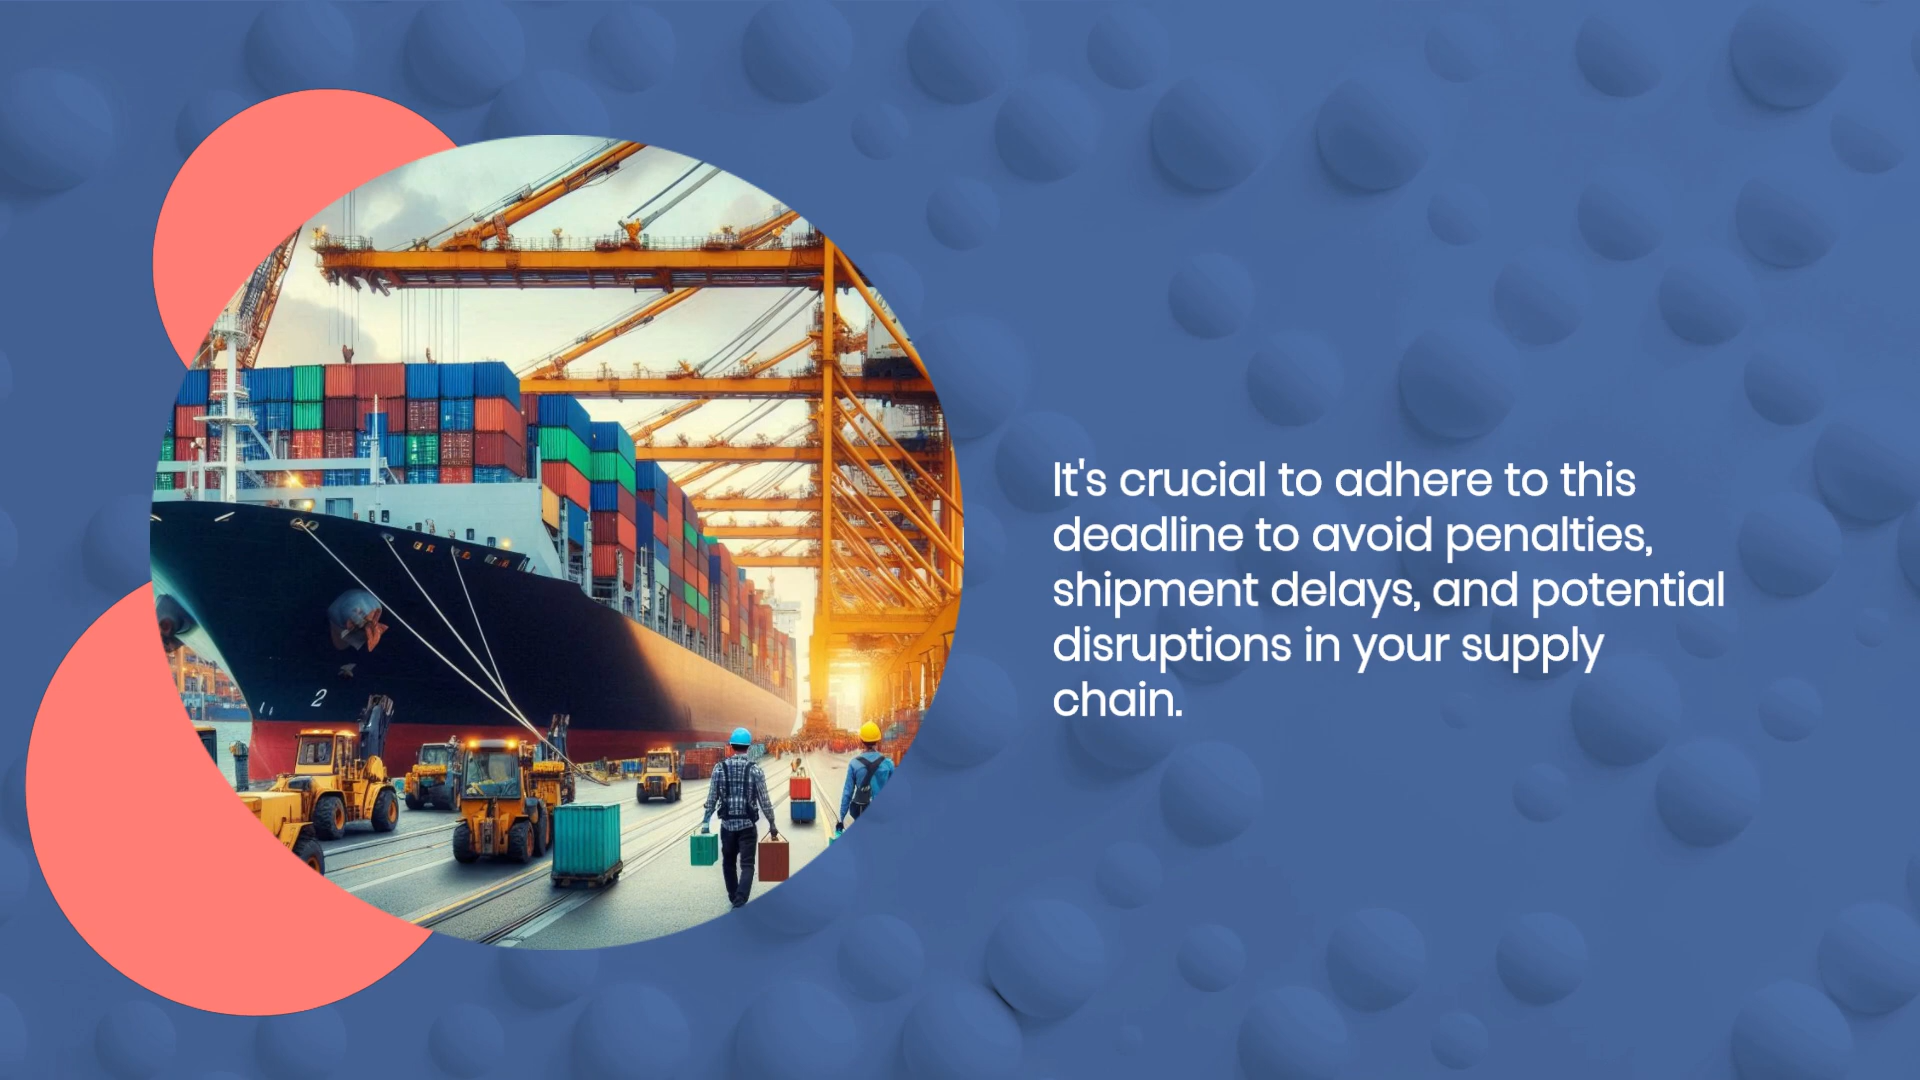 It's crucial to adhere to this
deadline to avoid penalties,
shipment delays, and potential
disruptions in your supply
chain.
2